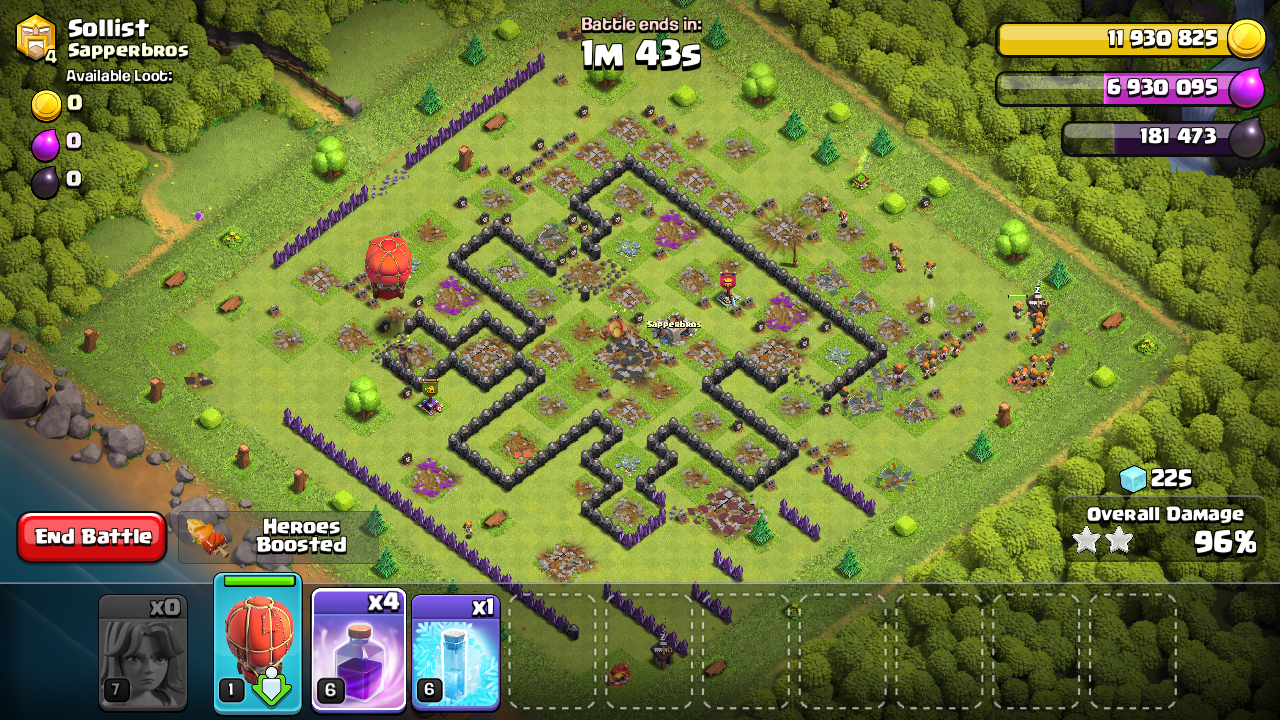 Sollist
Sapperbros
4
Available Loot:
0
0
0
Battle ends in:
1M 43s
11 930 825
6 930 095
181 473
Sapperbros
z
225
Overall Damage
96%
End Battle
Heroes
Boosted
x0
7
1
x4
6
x1
6
z